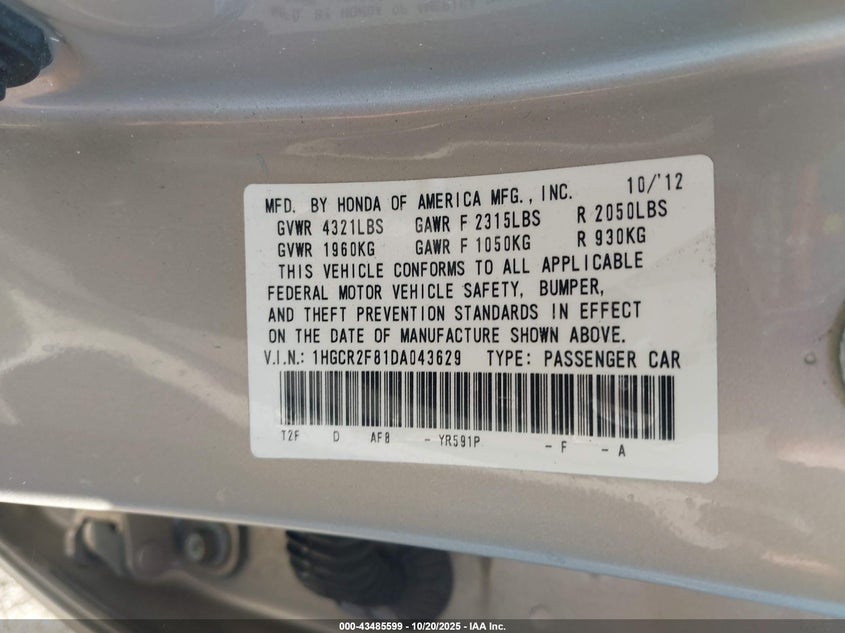 MFD. BY HONDA OF AMERICA MFG., INC. 10/'12
GVWR 4321LBS GAWR F 2315LBS R 2050LBS
GVWR 1960KG GAWR F 1050KG R 930KG
THIS VEHICLE CONFORMS TO ALL APPLICABLE
FEDERAL MOTOR VEHICLE SAFETY, BUMPER,
AND THEFT PREVENTION STANDARDS IN EFFECT
ON THE DATE OF MANUFACTURE SHOWN ABOVE.
V.I.N.: 1HGCR2F81DA043629 TYPE: PASSENGER CAR
T2F D AF8 - YR591P - F - A
000-43485599 - 10/20/2025 - IAA Inc.